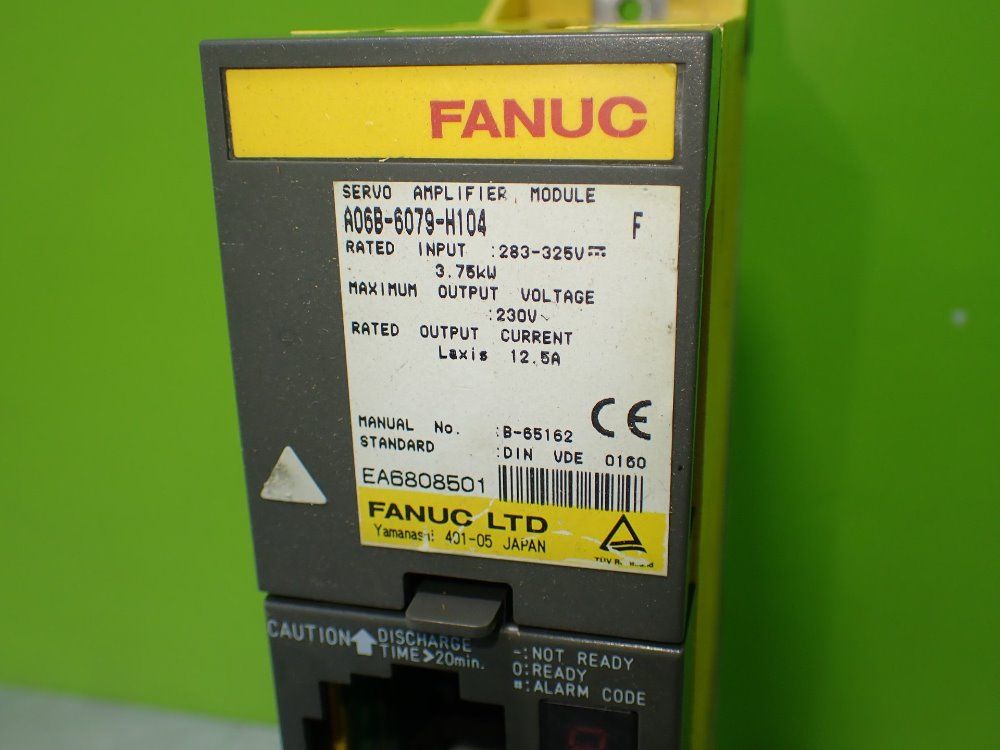 FANUC
SERVO AMPLIFIER MODULE
A06B-6079-H104 F
RATED INPUT :283-325V⎓
3.75kW
MAXIMUM OUTPUT VOLTAGE
:230V~
RATED OUTPUT CURRENT
Laxis 12.5A
CE
MANUAL No. :B-65162
STANDARD :DIN VDE 0160
EA6808501
FANUC LTD
Yamanashi 401-05 JAPAN
CAUTION DISCHARGE
TIME>20min.
-:NOT READY
0:READY
#:ALARM CODE